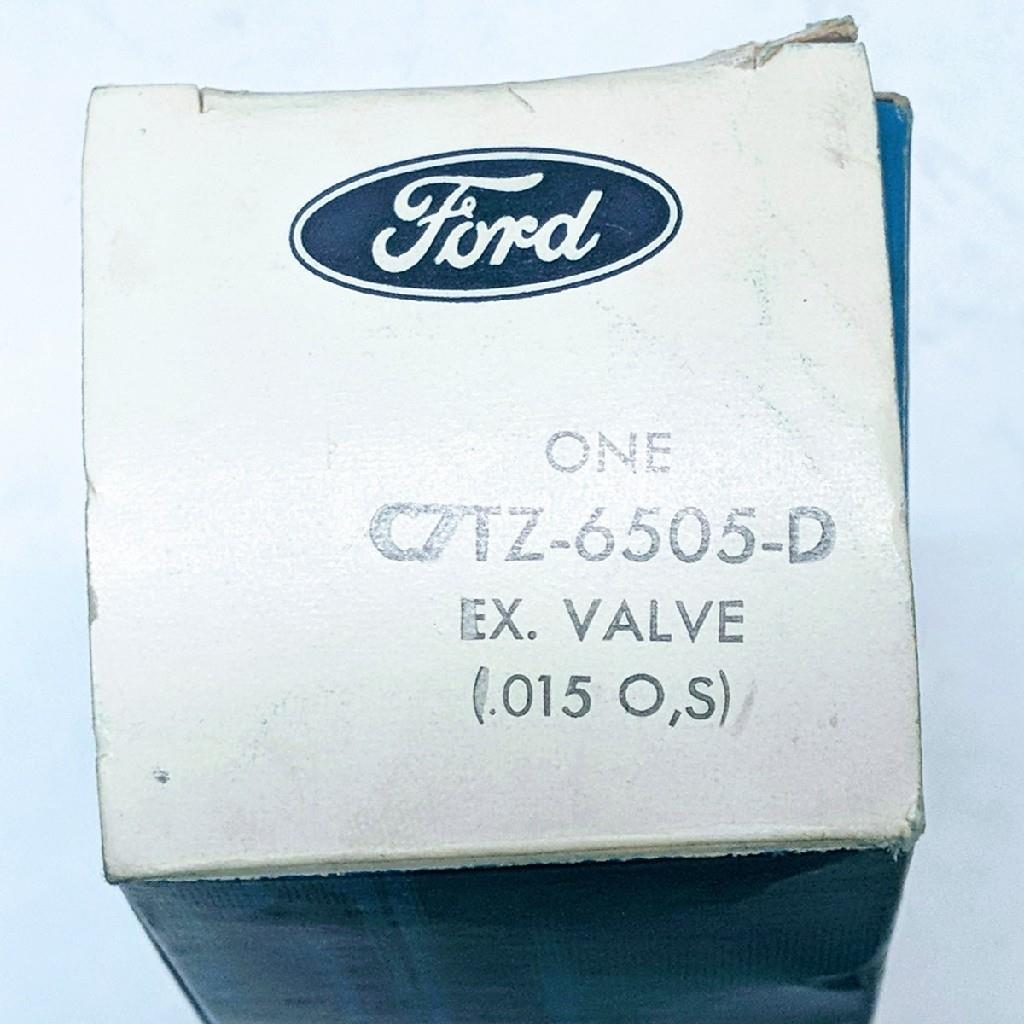 Ford
ONE
C7TZ-6505-D
EX. VALVE
(.015 O,S)